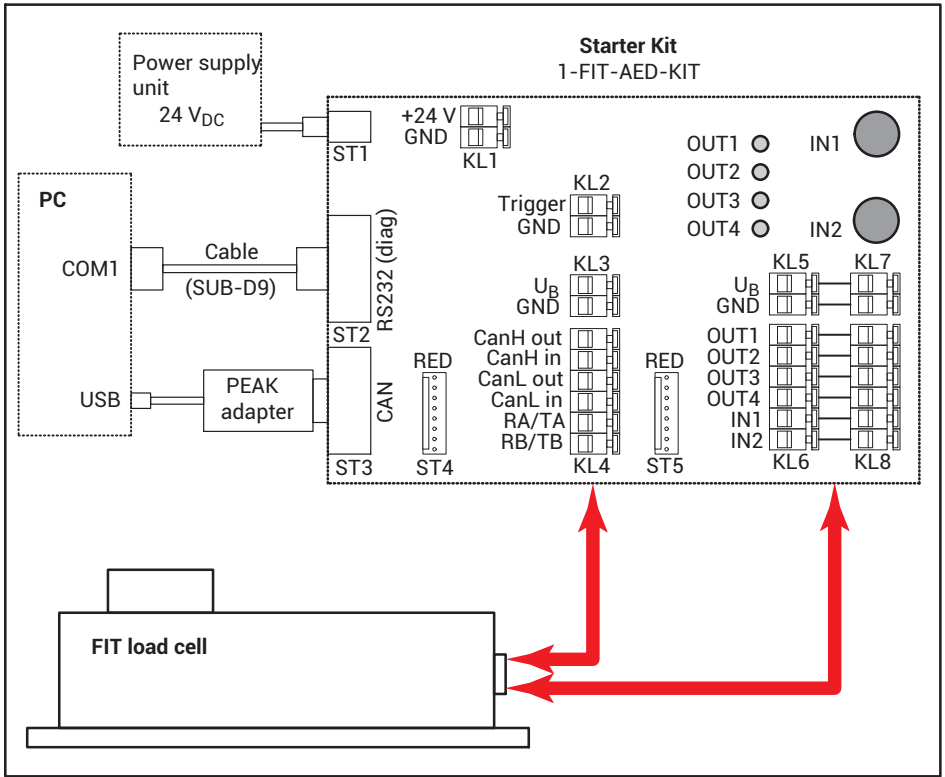 Starter Kit
1-FIT-AED-KIT
Power supply
unit
24 VDC
ST1
+24 V
GND
KL1
OUT1
OUT2
OUT3
OUT4
IN1
IN2
PC
COM1
Cable
(SUB-D9)
RS232 (diag)
ST2
KL2
Trigger
GND
KL3
UB
GND
KL5
KL7
UB
GND
CanH out
CanH in
CanL out
CanL in
RA/TA
RB/TB
KL4
OUT1
OUT2
OUT3
OUT4
IN1
IN2
KL6
KL8
USB
PEAK
adapter
CAN
ST3
RED
ST4
RED
ST5
FIT load cell